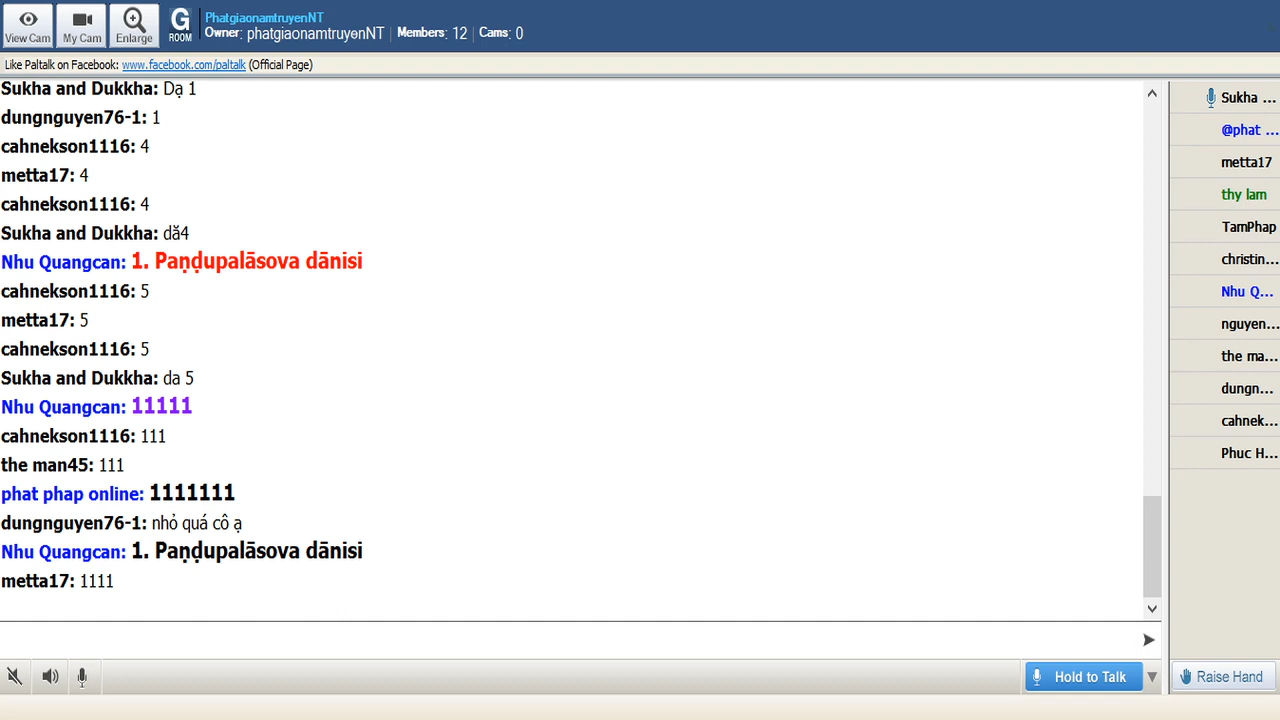 View Cam
My Cam
Enlarge
G
ROOM
PhatgiaonamtruyenNT
Owner: phatgiaonamtruyenNT | Members: 12 | Cams: 0
Like Paltalk on Facebook: www.facebook.com/paltalk (Official Page)
Sukha and Dukkha: Dạ 1
dungnguyen76-1: 1
cahnekson1116: 4
metta17: 4
cahnekson1116: 4
Sukha and Dukkha: dă4
Nhu Quangcan: 1. Paṇḍupalāsova dānisi
cahnekson1116: 5
metta17: 5
cahnekson1116: 5
Sukha and Dukkha: da 5
Nhu Quangcan: 11111
cahnekson1116: 111
the man45: 111
phat phap online: 1111111
dungnguyen76-1: nhỏ quá cô ạ
Nhu Quangcan: 1. Paṇḍupalāsova dānisi
metta17: 1111
Sukha ...
@phat ...
metta17
thy lam
TamPhap
christin...
Nhu Q...
nguyen...
the ma...
dungn...
cahnek...
Phuc H...
Hold to Talk
Raise Hand